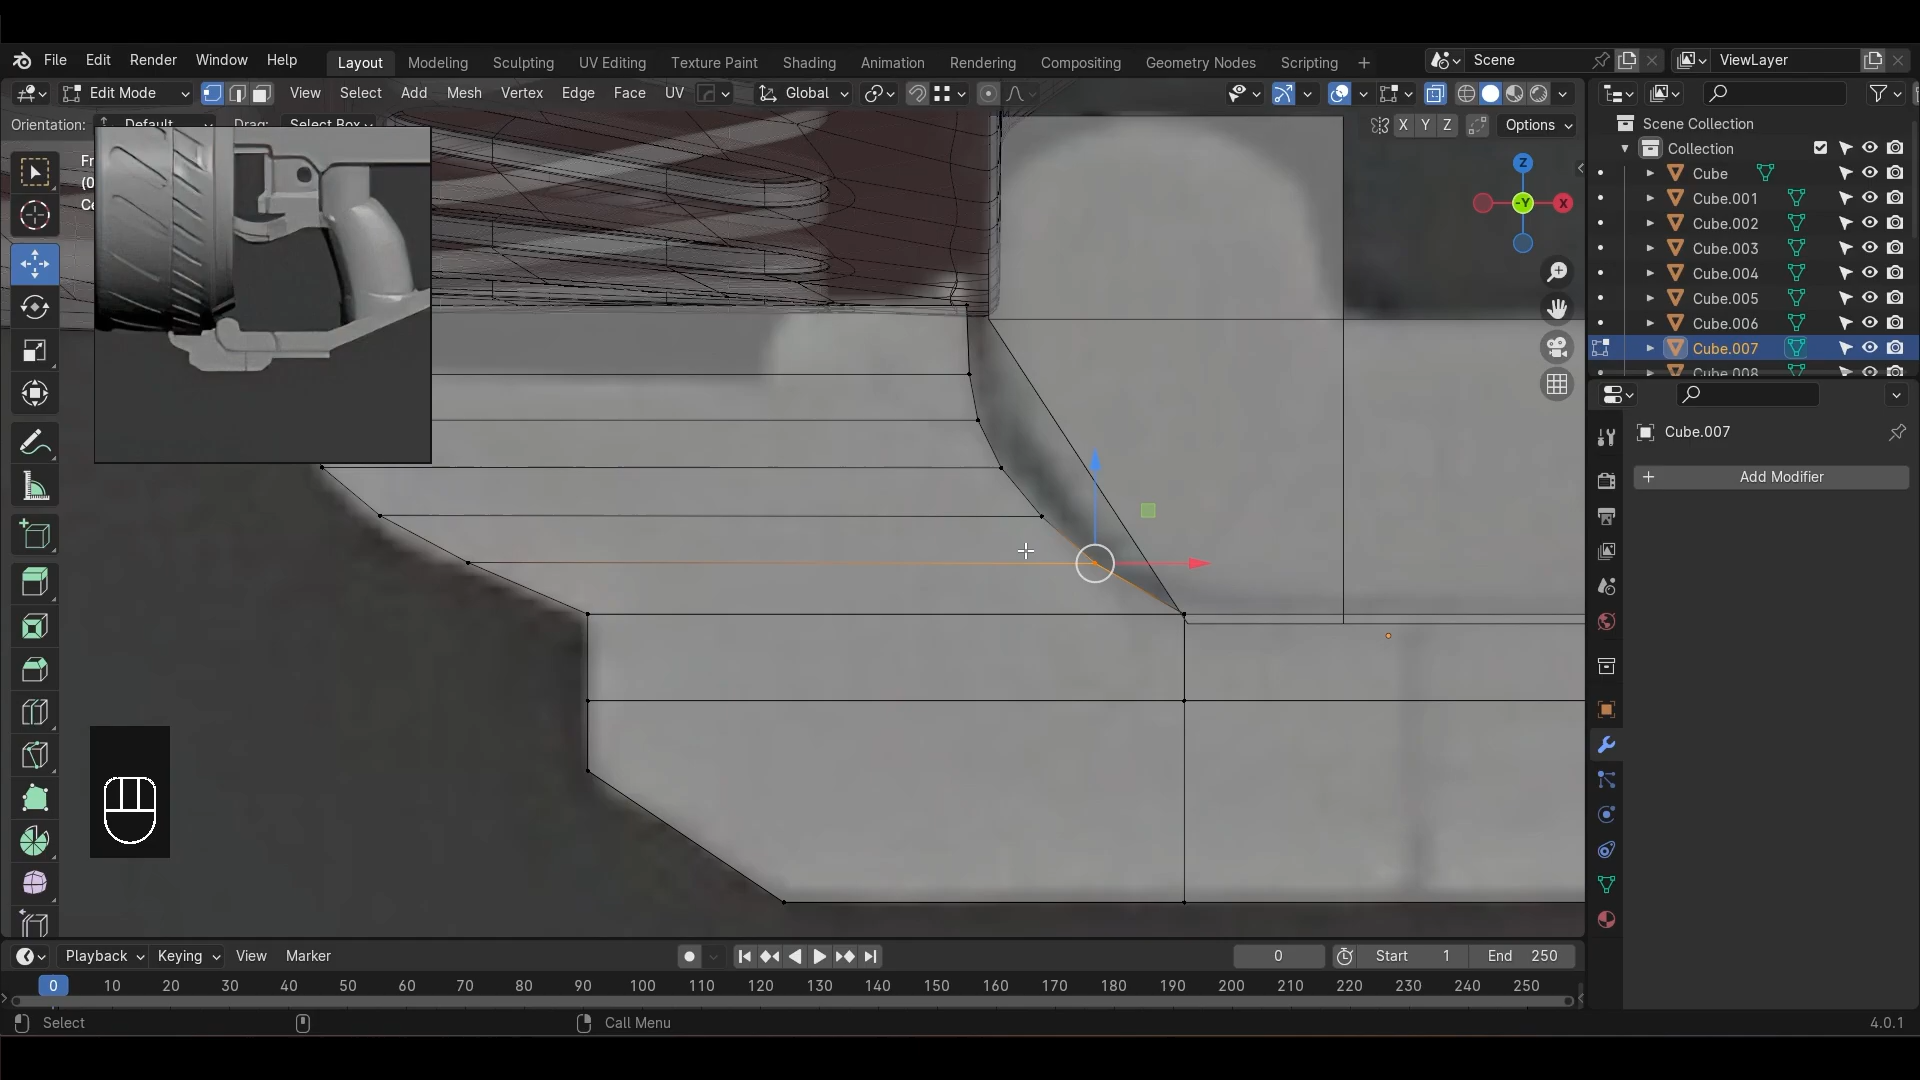 File Edit Render Window Help Layout Modeling Sculpting UV Editing Texture Paint Shading Animation Rendering Compositing Geometry Nodes Scripting + Scene ViewLayer
Edit Mode View Select Add Mesh Vertex Edge Face UV Global
Orientation: Default Drag: Select Box X Y Z Options
Fr
(0
Ce
Z
-Y
X
Scene Collection
Collection
Cube
Cube.001
Cube.002
Cube.003
Cube.004
Cube.005
Cube.006
Cube.007
Cube.008
Cube.007
+ Add Modifier
Playback Keying View Marker 0 Start 1 End 250
0 10 20 30 40 50 60 70 80 90 100 110 120 130 140 150 160 170 180 190 200 210 220 230 240 250
Select Call Menu 4.0.1